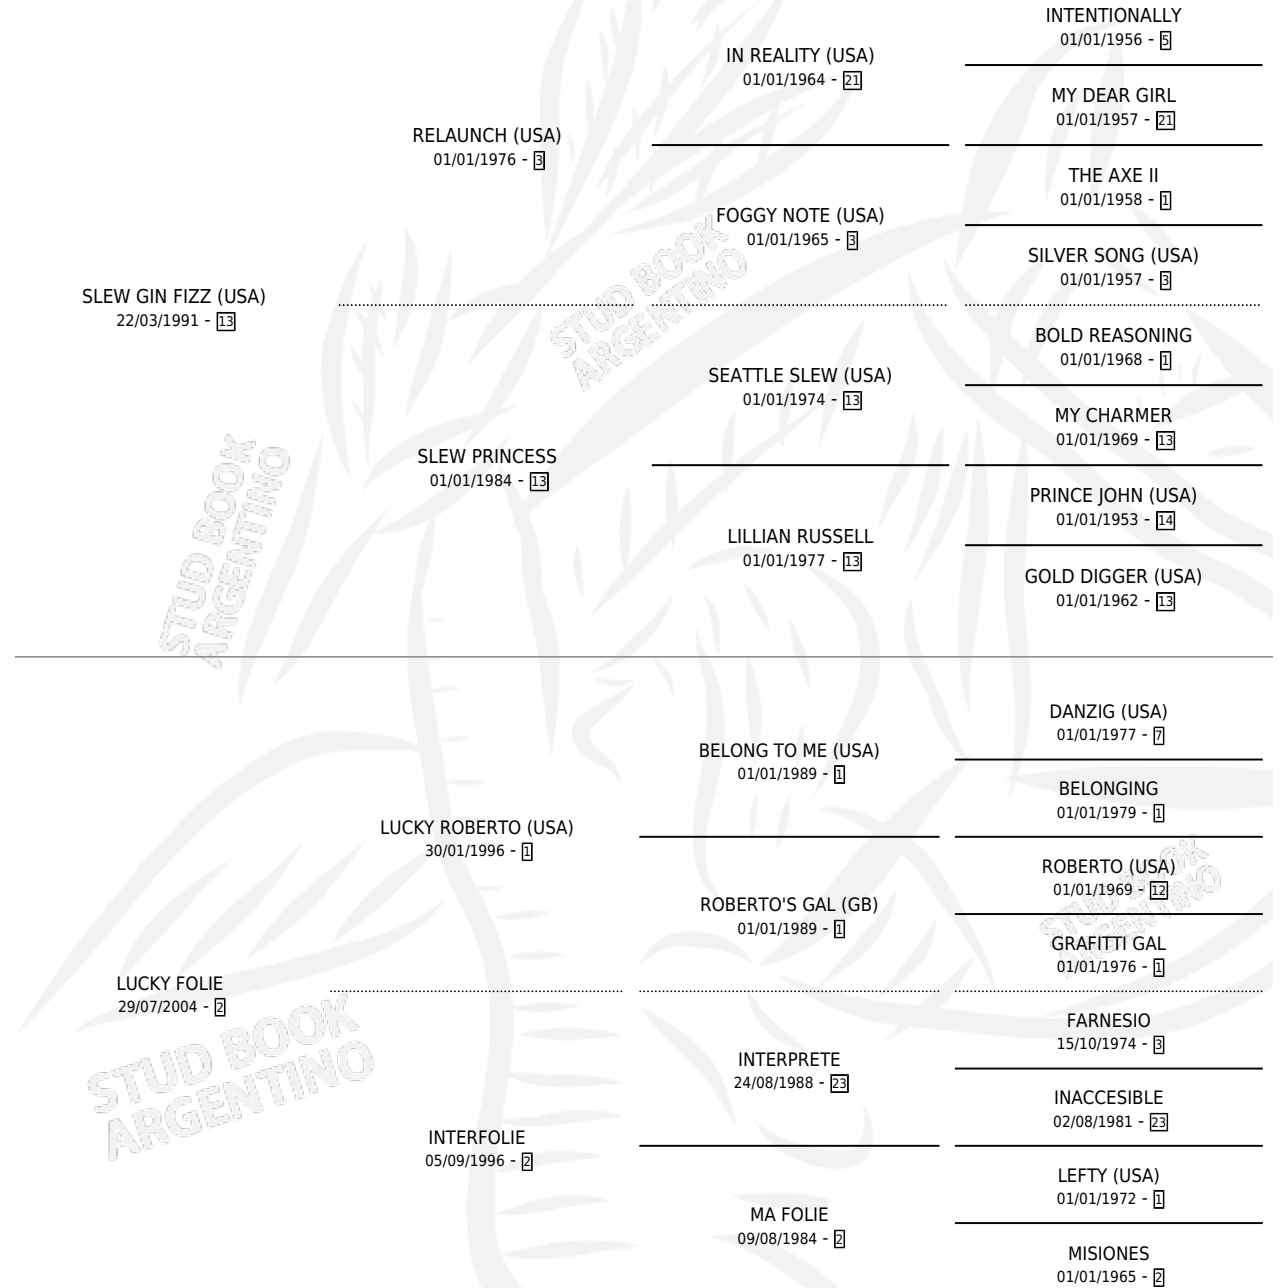 INTENTIONALLY
01/01/1956 - 5
IN REALITY (USA)
01/01/1964 - 21
MY DEAR GIRL
01/01/1957 - 21
RELAUNCH (USA)
01/01/1976 - 3
THE AXE II
01/01/1958 - 1
FOGGY NOTE (USA)
01/01/1965 - 3
SILVER SONG (USA)
01/01/1957 - 3
SLEW GIN FIZZ (USA)
22/03/1991 - 13
BOLD REASONING
01/01/1968 - 1
SEATTLE SLEW (USA)
01/01/1974 - 13
MY CHARMER
01/01/1969 - 13
SLEW PRINCESS
01/01/1984 - 13
PRINCE JOHN (USA)
01/01/1953 - 14
LILLIAN RUSSELL
01/01/1977 - 13
GOLD DIGGER (USA)
01/01/1962 - 13
STUD BOOK
ARGENTINO
STUD BOOK
ARGENTINO
DANZIG (USA)
01/01/1977 - 7
BELONG TO ME (USA)
01/01/1989 - 1
BELONGING
01/01/1979 - 1
LUCKY ROBERTO (USA)
30/01/1996 - 1
ROBERTO (USA)
01/01/1969 - 12
ROBERTO'S GAL (GB)
01/01/1989 - 1
GRAFITTI GAL
01/01/1976 - 1
LUCKY FOLIE
29/07/2004 - 2
FARNESIO
15/10/1974 - 3
INTERPRETE
24/08/1988 - 23
INACCESIBLE
02/08/1981 - 23
INTERFOLIE
05/09/1996 - 2
LEFTY (USA)
01/01/1972 - 1
MA FOLIE
09/08/1984 - 2
MISIONES
01/01/1965 - 2
STUD BOOK
ARGENTINO
STUD BOOK
ARGENTINO